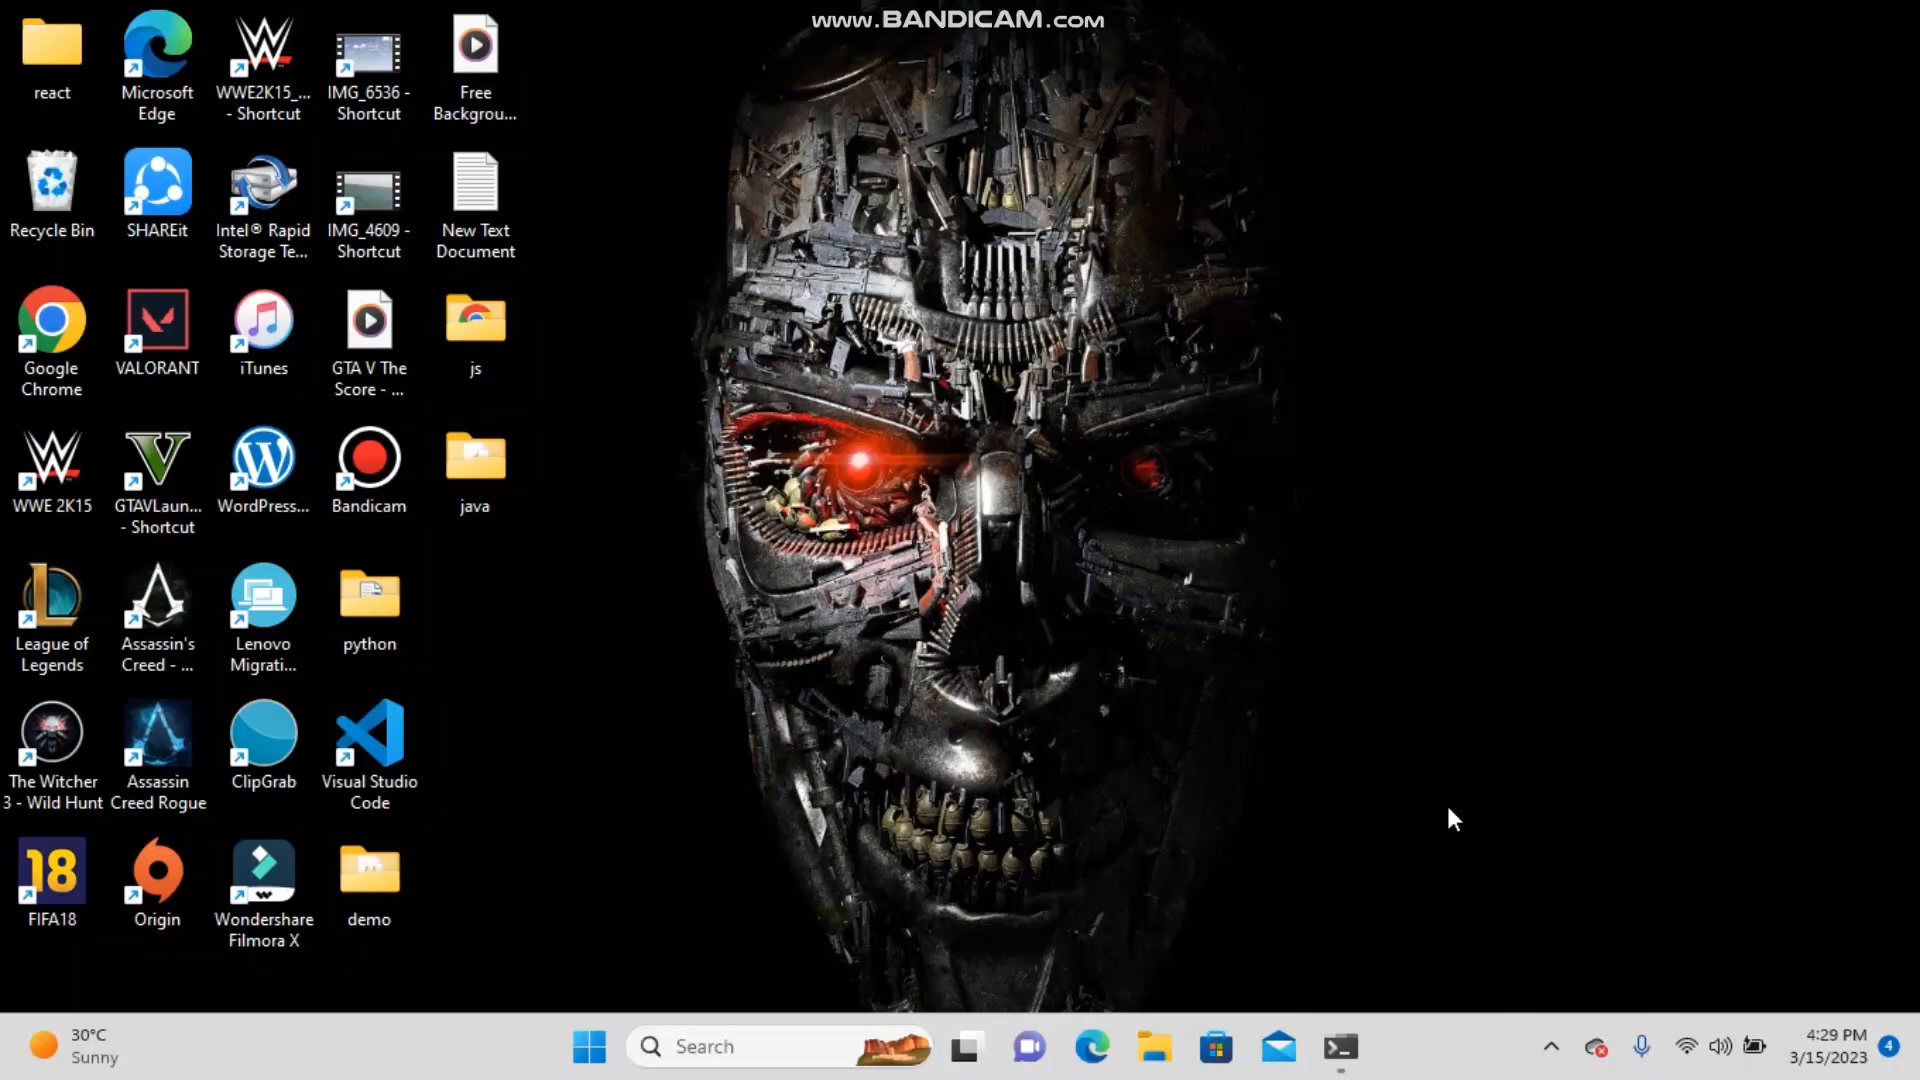 www.BANDICAM.com
react
Microsoft
Edge
WWE2K15_...
- Shortcut
IMG_6536 -
Shortcut
Free
Backgrou...
Recycle Bin
SHAREit
Intel® Rapid
Storage Te...
IMG_4609 -
Shortcut
New Text
Document
Google
Chrome
VALORANT
iTunes
GTA V The
Score - ...
js
WWE 2K15
GTAVLaun...
- Shortcut
WordPress...
Bandicam
java
League of
Legends
Assassin's
Creed - ...
Lenovo
Migrati...
python
The Witcher
3 - Wild Hunt
Assassin
Creed Rogue
ClipGrab
Visual Studio
Code
18
FIFA18
Origin
Wondershare
Filmora X
demo
30°C
Sunny
Search
4:29 PM
3/15/2023
4